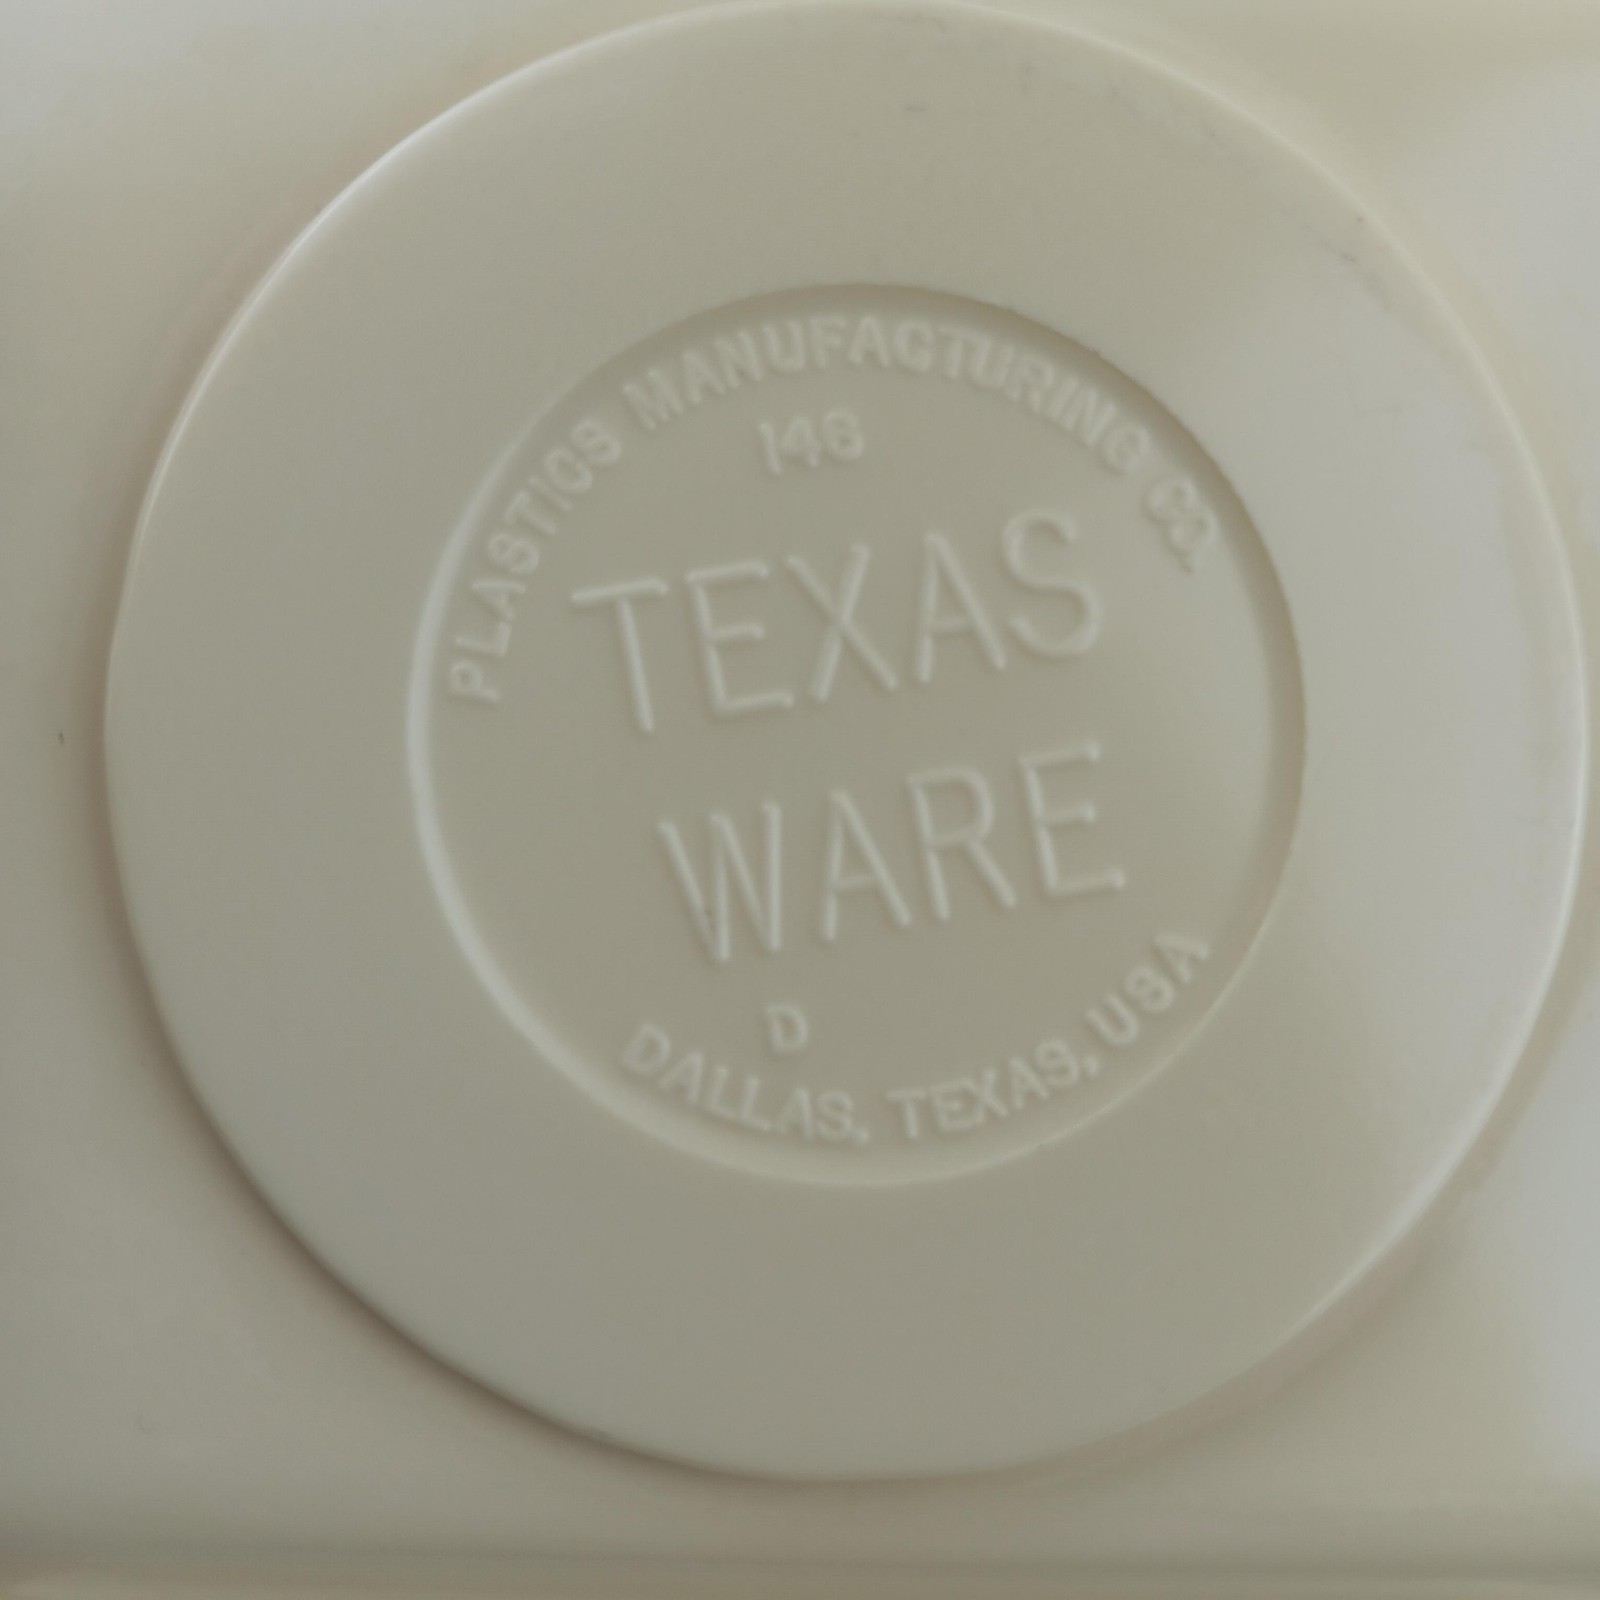 PLASTICS MANUFACTURING CO.
148
TEXAS
WARE
D
DALLAS, TEXAS, USA